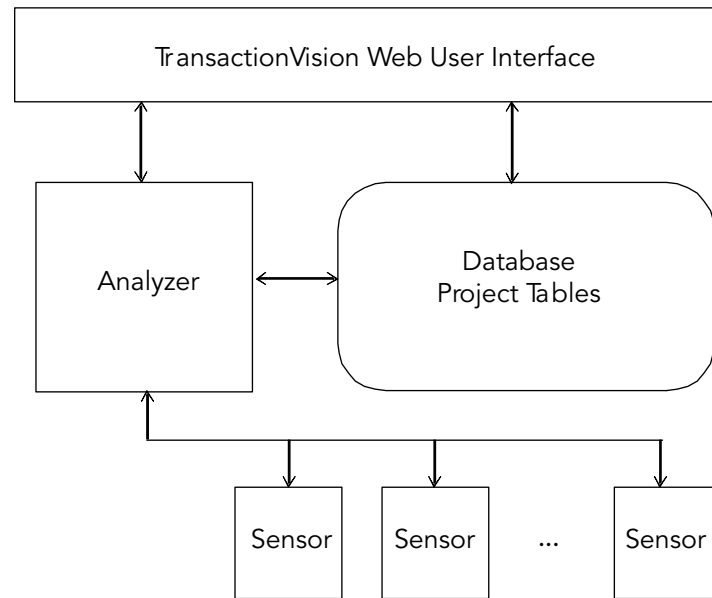 TransactionVision Web User Interface
Analyzer
Database
Project Tables
Sensor
Sensor
...
Sensor